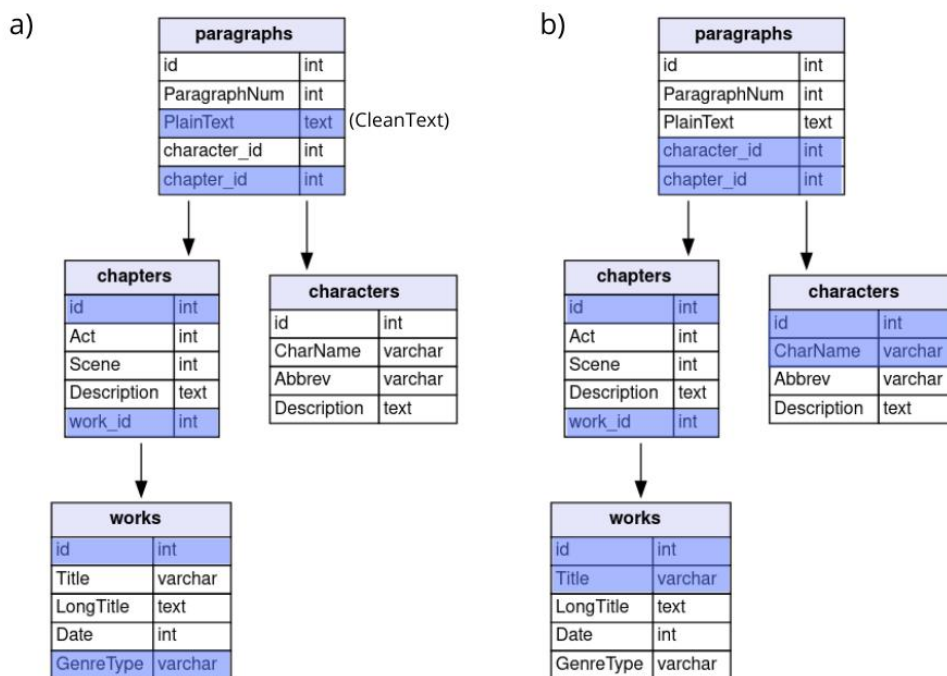 a)
paragraphs
id int
ParagraphNum int
PlainText text (CleanText)
character_id int
chapter_id int
chapters
id int
Act int
Scene int
Description text
work_id int
characters
id int
CharName varchar
Abbrev varchar
Description text
works
id int
Title varchar
LongTitle text
Date int
GenreType varchar
b)
paragraphs
id int
ParagraphNum int
PlainText text
character_id int
chapter_id int
chapters
id int
Act int
Scene int
Description text
work_id int
characters
id int
CharName varchar
Abbrev varchar
Description text
works
id int
Title varchar
LongTitle text
Date int
GenreType varchar